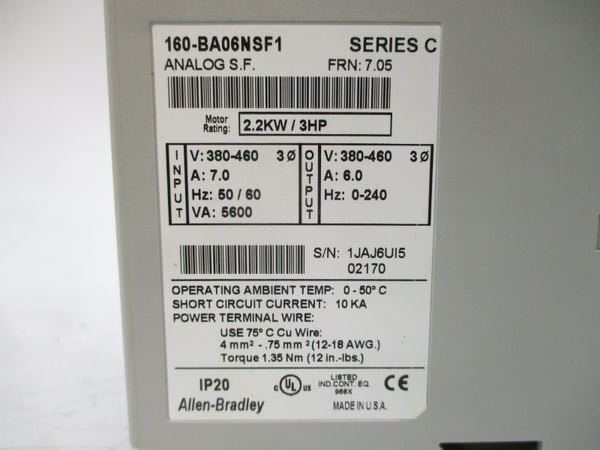 160-BA06NSF1 SERIES C
ANALOG S.F. FRN: 7.05
Motor Rating: 2.2KW / 3HP
INPUT
V: 380-460 3Ø
A: 7.0
Hz: 50 / 60
VA: 5600
OUTPUT
V: 380-460 3Ø
A: 6.0
Hz: 0-240
S/N: 1JAJ6UI5
02170
OPERATING AMBIENT TEMP: 0 - 50° C
SHORT CIRCUIT CURRENT: 10 KA
POWER TERMINAL WIRE:
USE 75° C Cu Wire:
4 mm² - .75 mm² (12-18 AWG.)
Torque 1.35 Nm (12 in.-lbs.)
IP20
c UL us
LISTED
IND.CONT. EQ.
966X
CE
Allen-Bradley
MADE IN U.S.A.